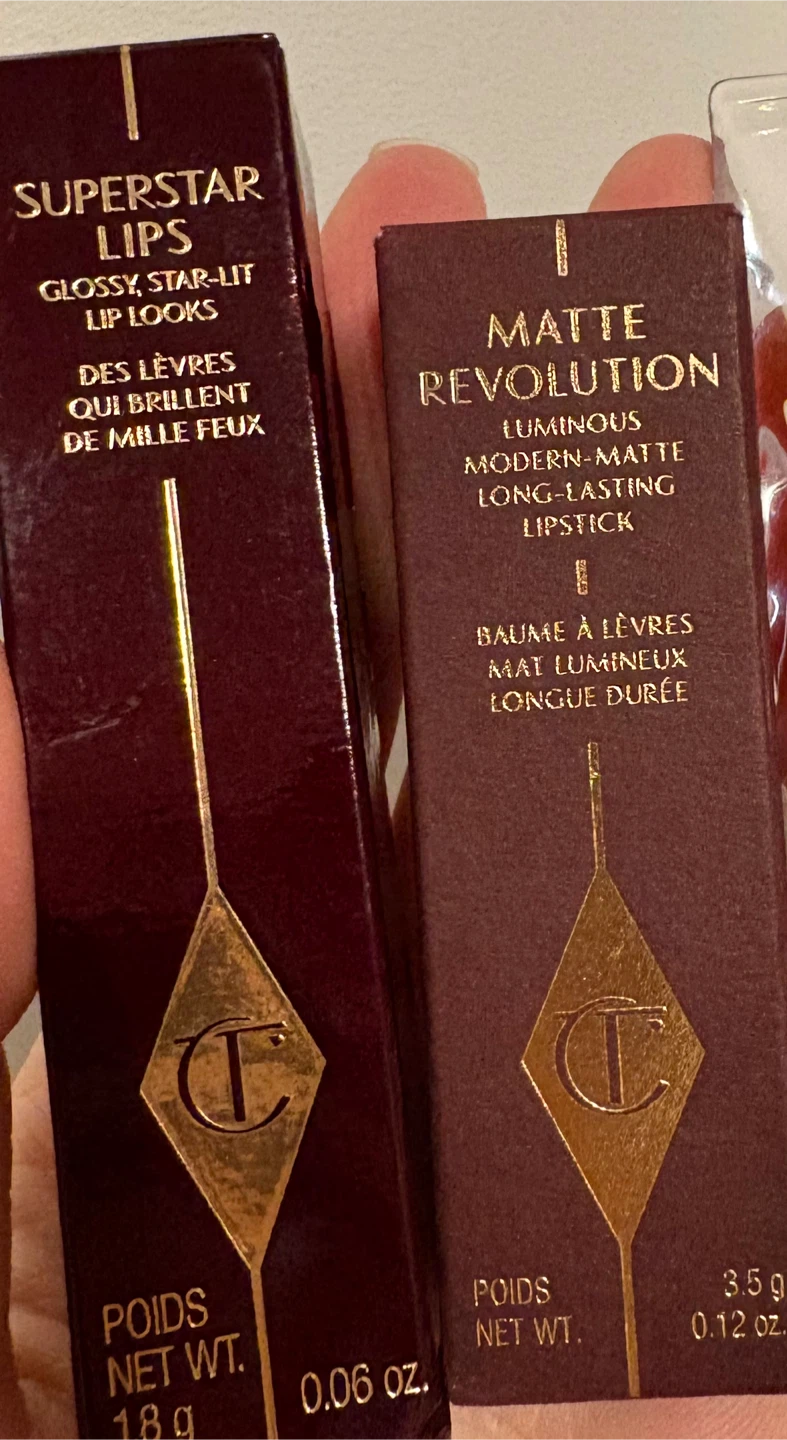 SUPERSTAR
LIPS
GLOSSY, STAR-LIT
LIP LOOKS
DES LÈVRES
QUI BRILLENT
DE MILLE FEUX
CT
POIDS
NET WT.
1.8 g
0.06 oz.
MATTE
REVOLUTION
LUMINOUS
MODERN-MATTE
LONG-LASTING
LIPSTICK
BAUME À LÈVRES
MAT LUMINEUX
LONGUE DURÉE
CT
POIDS
NET WT.
3.5 g
0.12 oz.